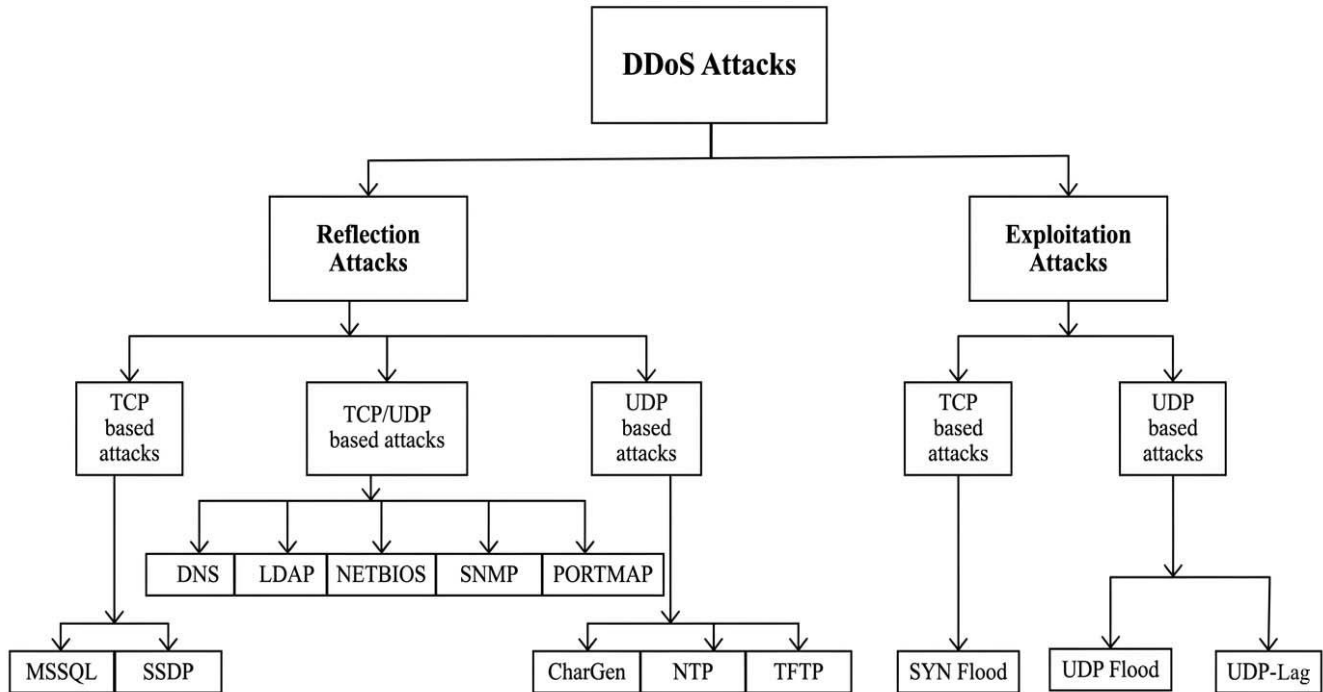 DDoS Attacks
Reflection
Attacks
Exploitation
Attacks
TCP
based
attacks
TCP/UDP
based attacks
UDP
based
attacks
TCP
based
attacks
UDP
based
attacks
DNS
LDAP
NETBIOS
SNMP
PORTMAP
MSSQL
SSDP
CharGen
NTP
TFTP
SYN Flood
UDP Flood
UDP-Lag